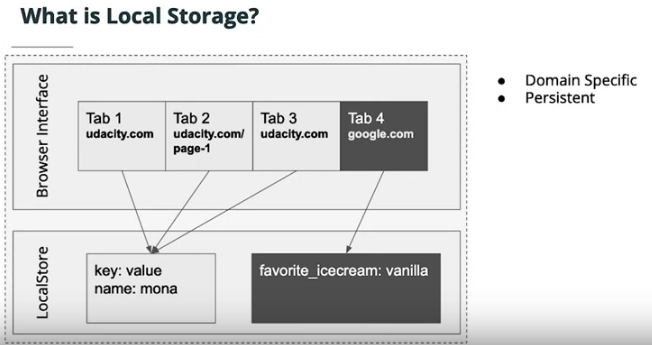 What is Local Storage?
Browser Interface
Tab 1
udacity.com
Tab 2
udacity.com/
page-1
Tab 3
udacity.com
Tab 4
google.com
LocalStore
key: value
name: mona
favorite_icecream: vanilla
Domain Specific
Persistent